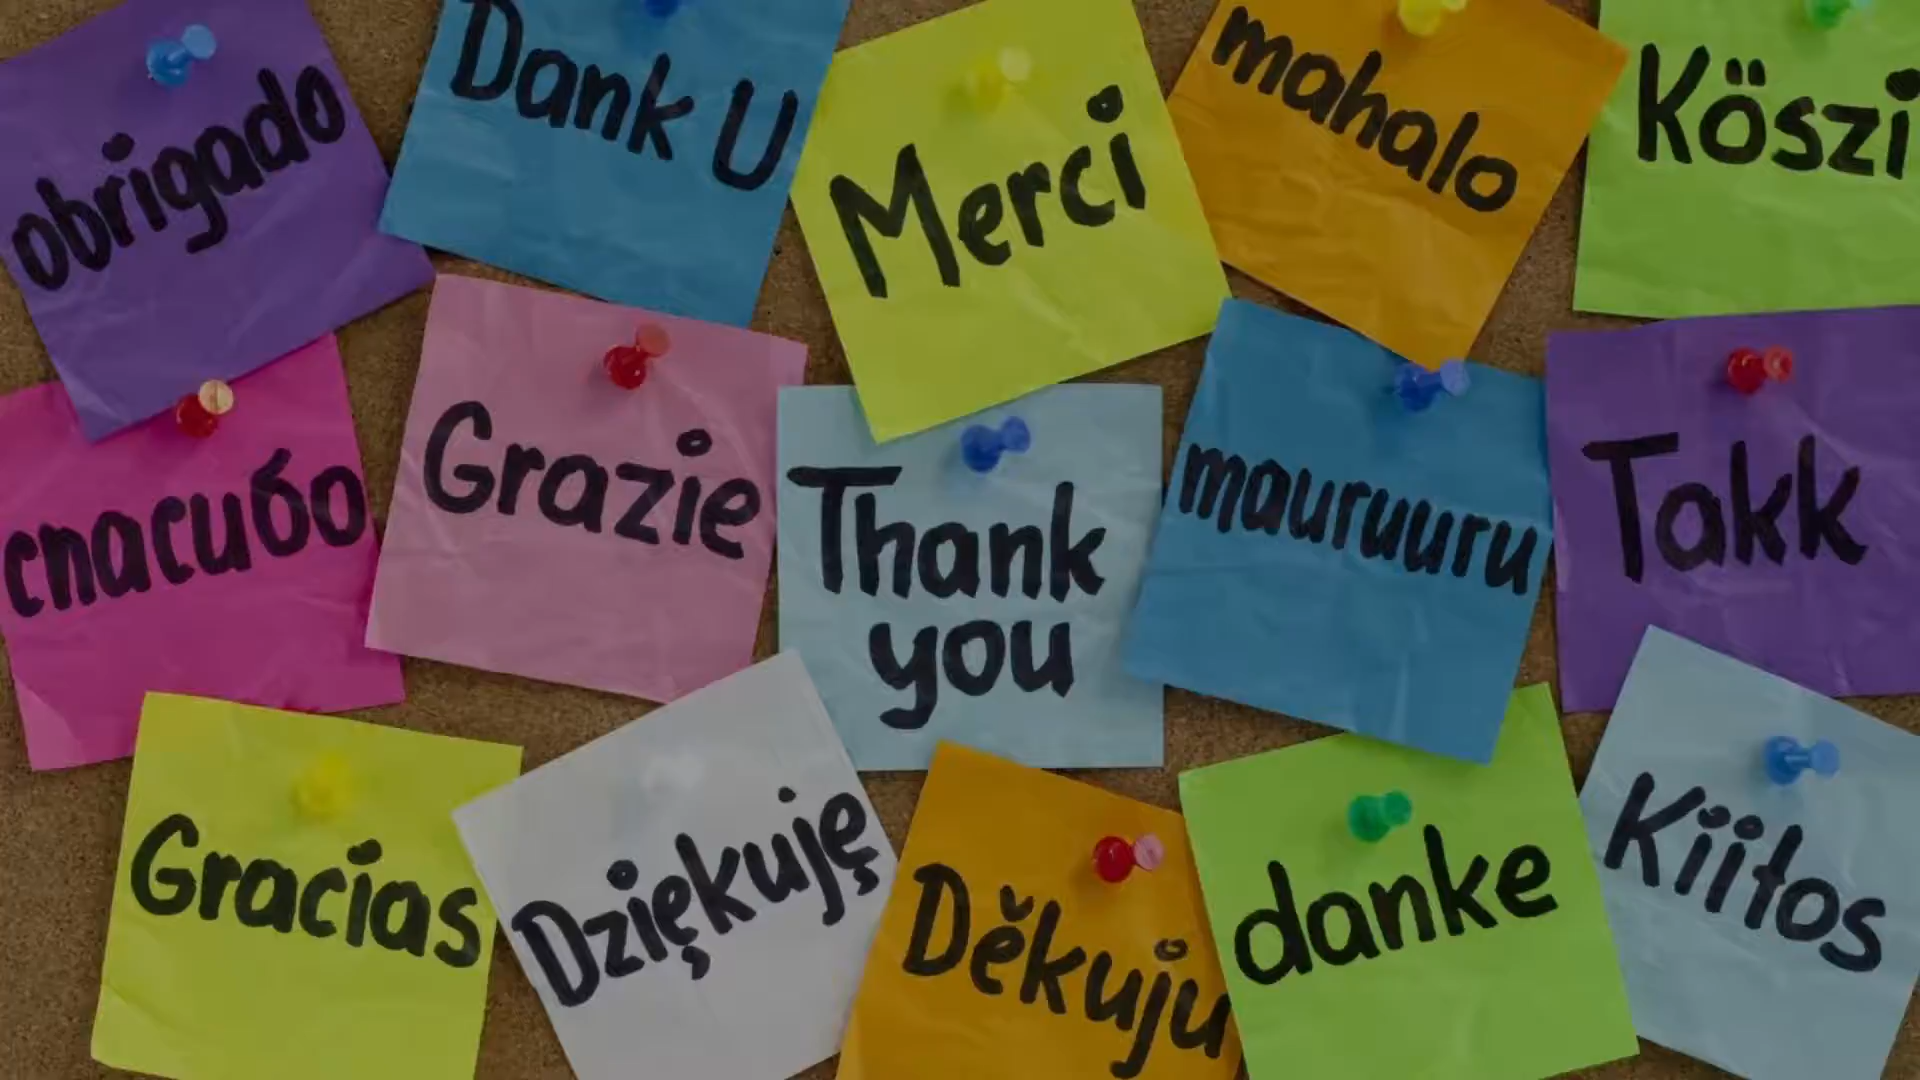 obrigado
Dank U
Merci
mahalo
Köszi
спасибо
Grazie
Thank
you
mauruuru
Takk
Gracias
Dziękuję
Děkuju
danke
Kiitos